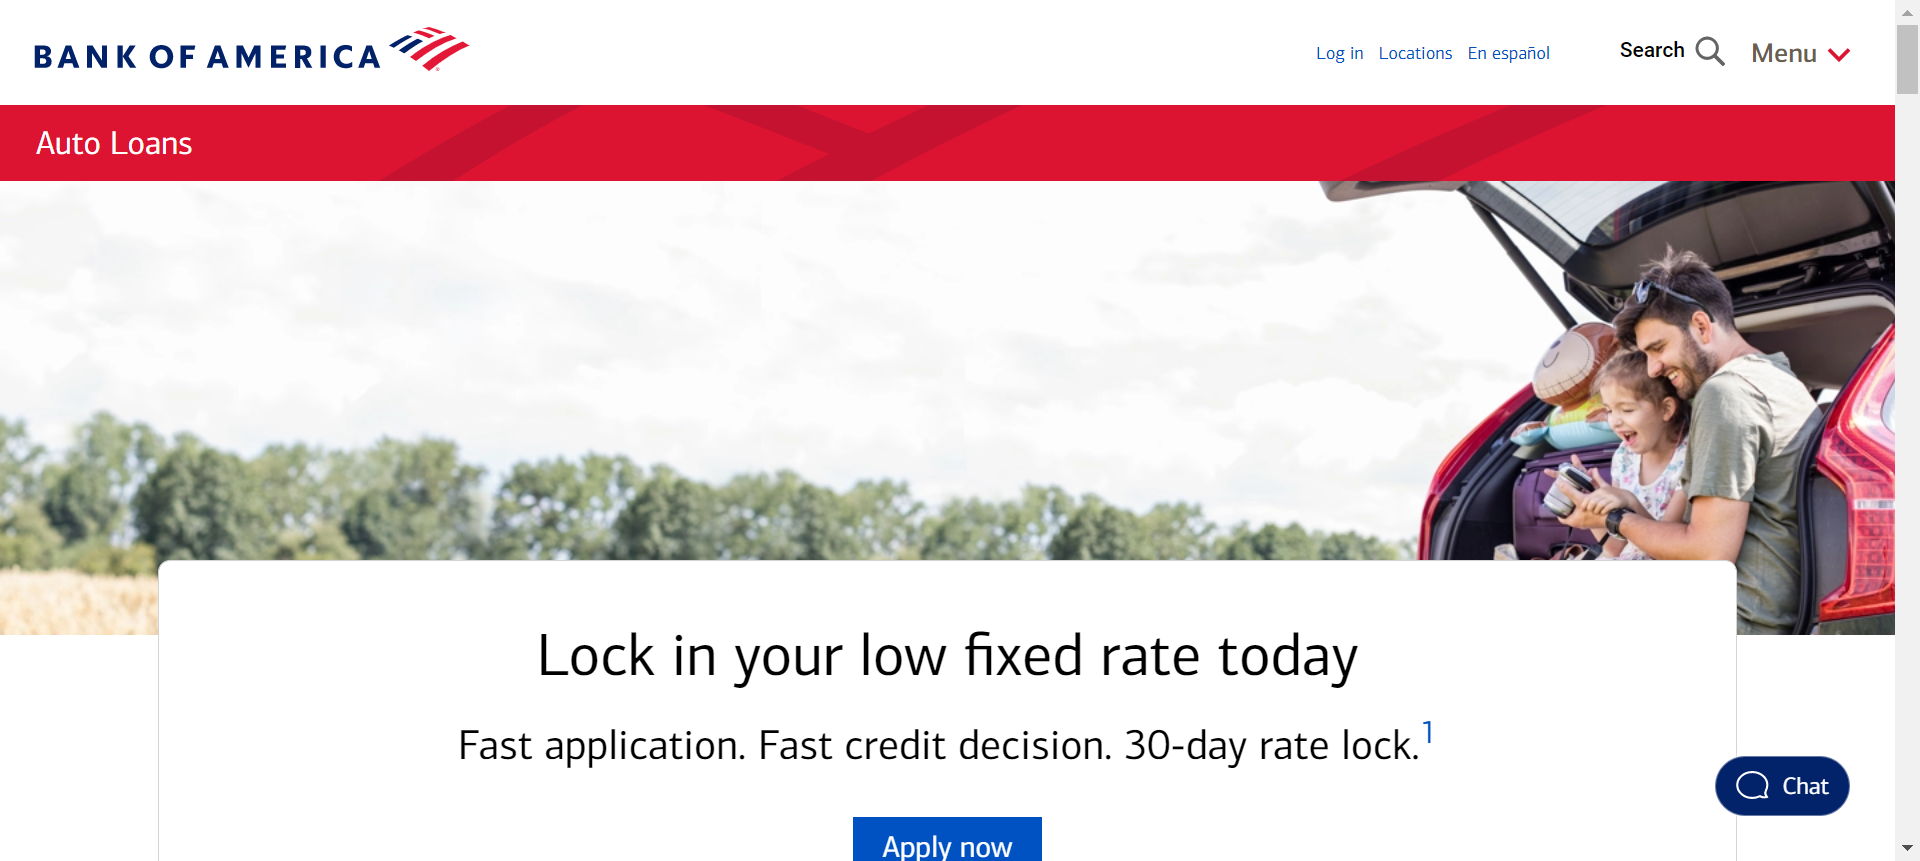 BANK OF AMERICA
Log in Locations En español Search Menu
Auto Loans
Lock in your low fixed rate today
Fast application. Fast credit decision. 30-day rate lock.1
Chat
Apply now